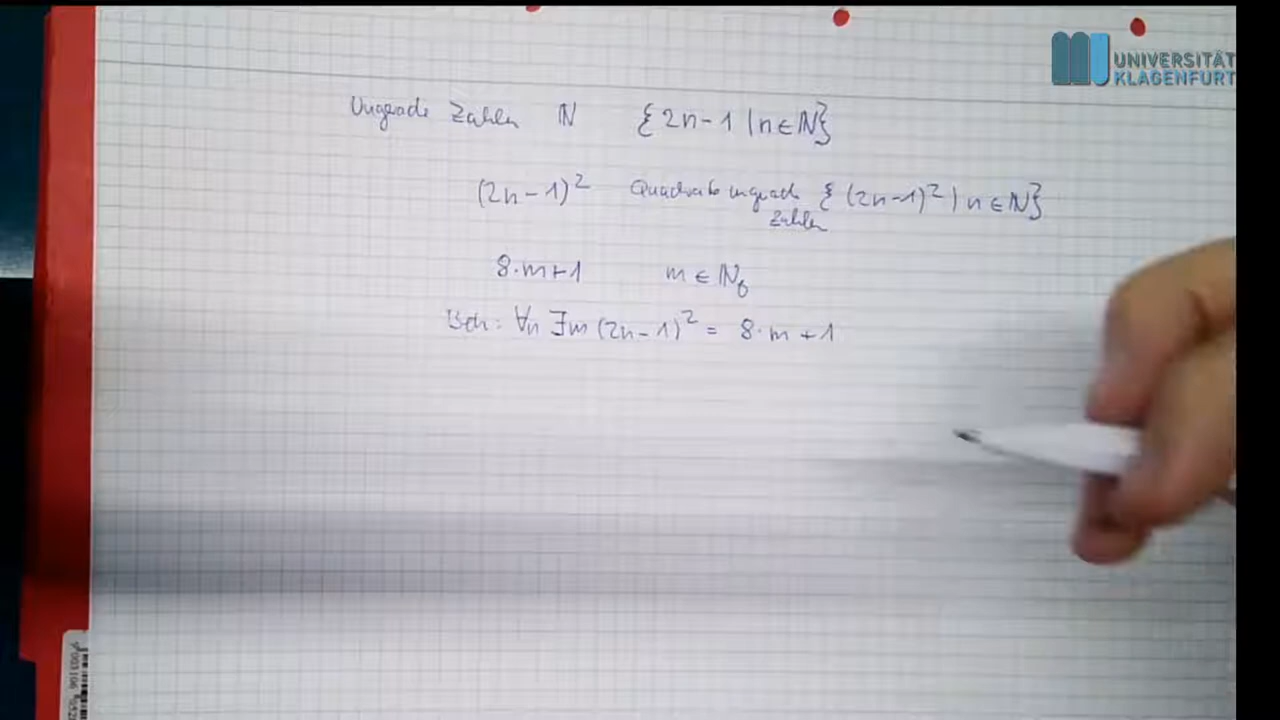 UNIVERSITÄT
KLAGENFURT
Ungerade Zahlen ℕ {2n-1 | n∈ℕ}
(2n-1)² Quadrate ungerade {(2n-1)² | n∈ℕ}
Zahlen
8·m+1 m∈ℕ₀
Beh: ∀n ∃m (2n-1)² = 8·m+1